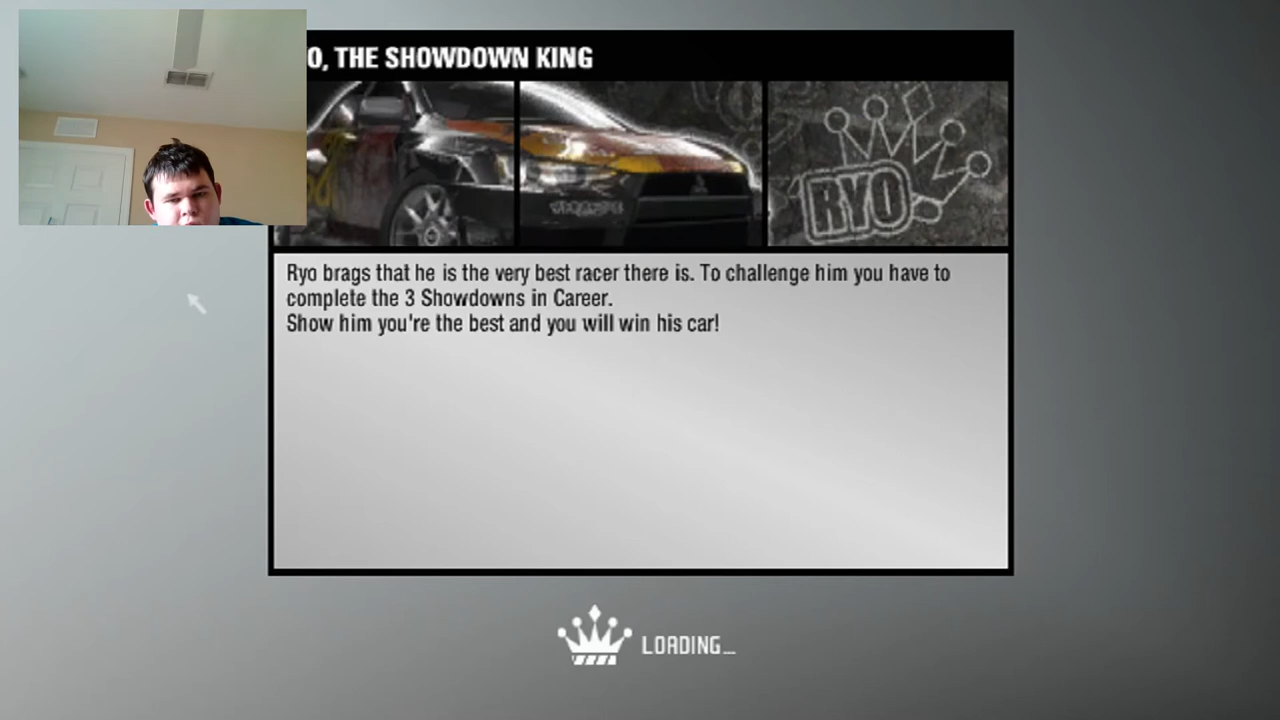 O, THE SHOWDOWN KING
RYO
Ryo brags that he is the very best racer there is. To challenge him you have to
complete the 3 Showdowns in Career.
Show him you're the best and you will win his car!
LOADING...